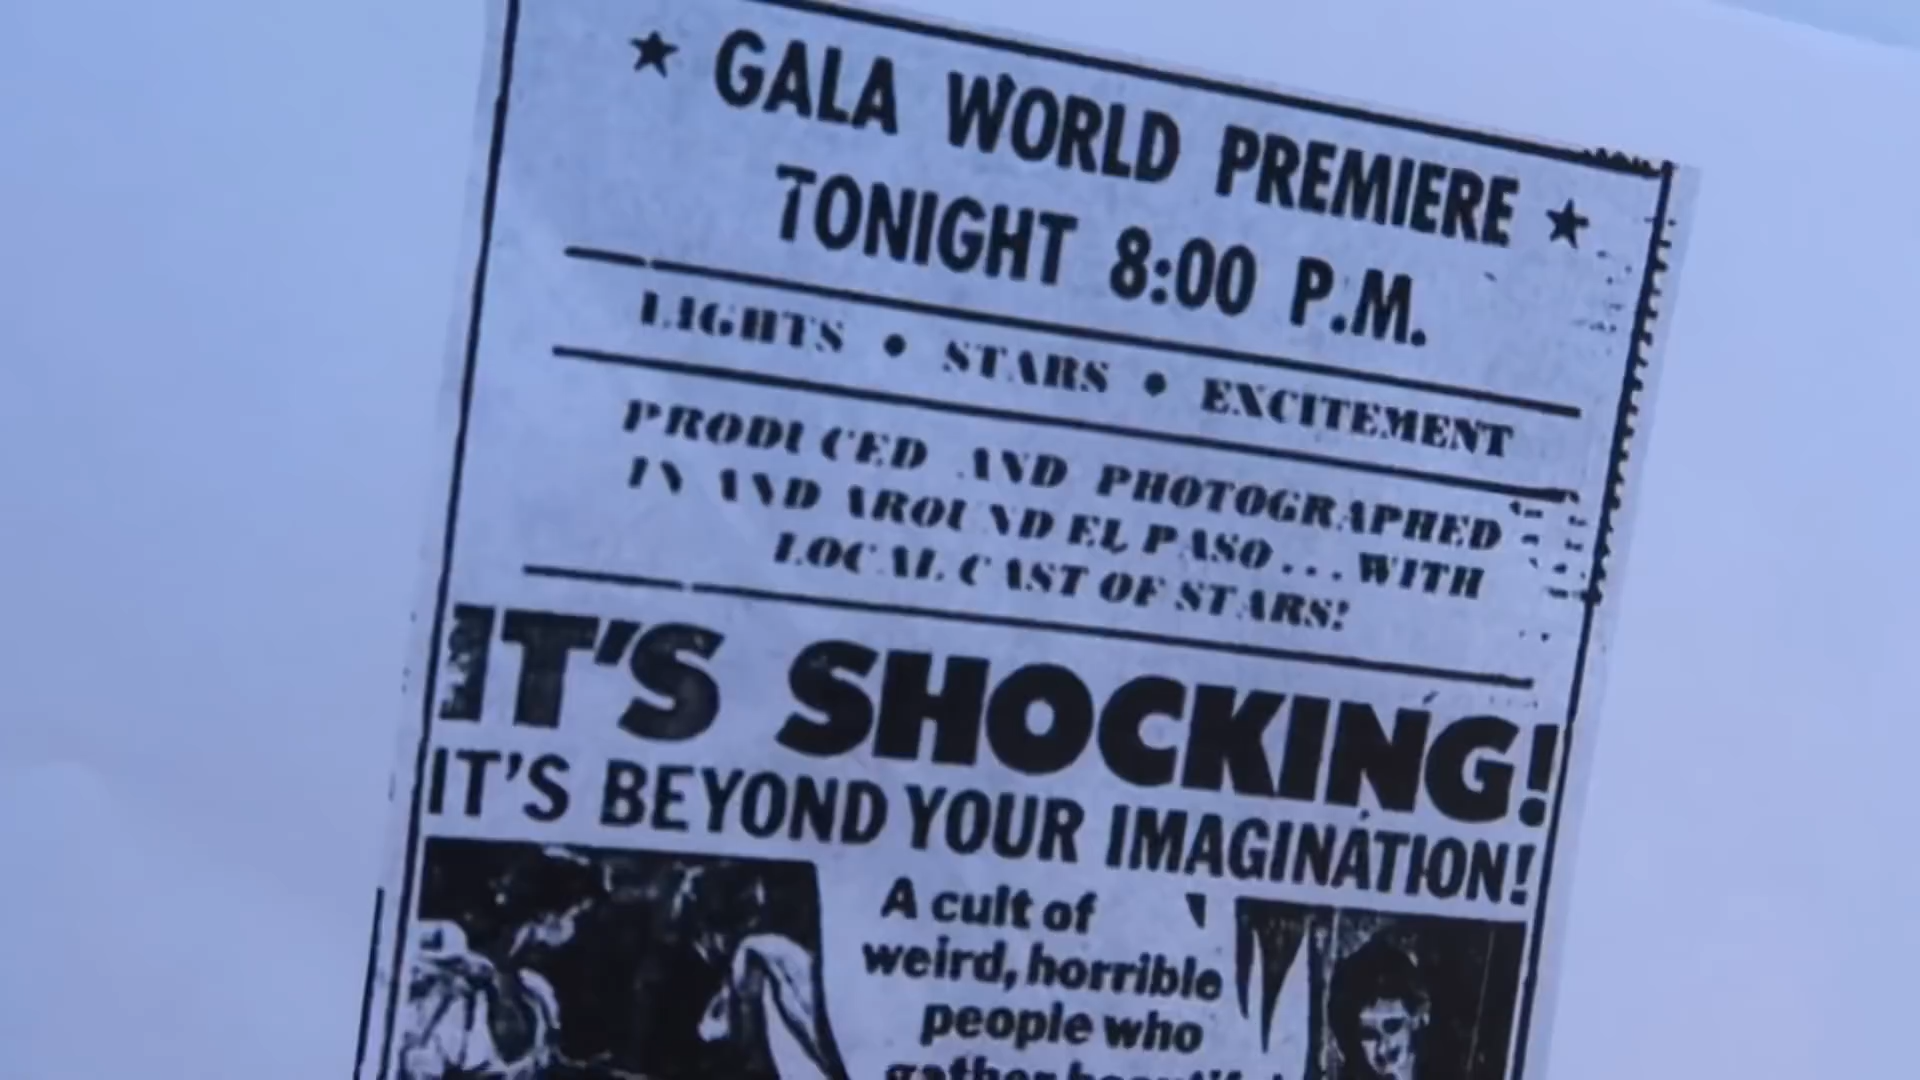 ★ GALA WORLD PREMIERE ★
TONIGHT 8:00 P.M.
LIGHTS • STARS • EXCITEMENT
PRODUCED AND PHOTOGRAPHED
IN AND AROUND EL PASO... WITH
LOCAL CAST OF STARS!
IT'S SHOCKING!
IT'S BEYOND YOUR IMAGINATION!
A cult of
weird, horrible
people who
gather